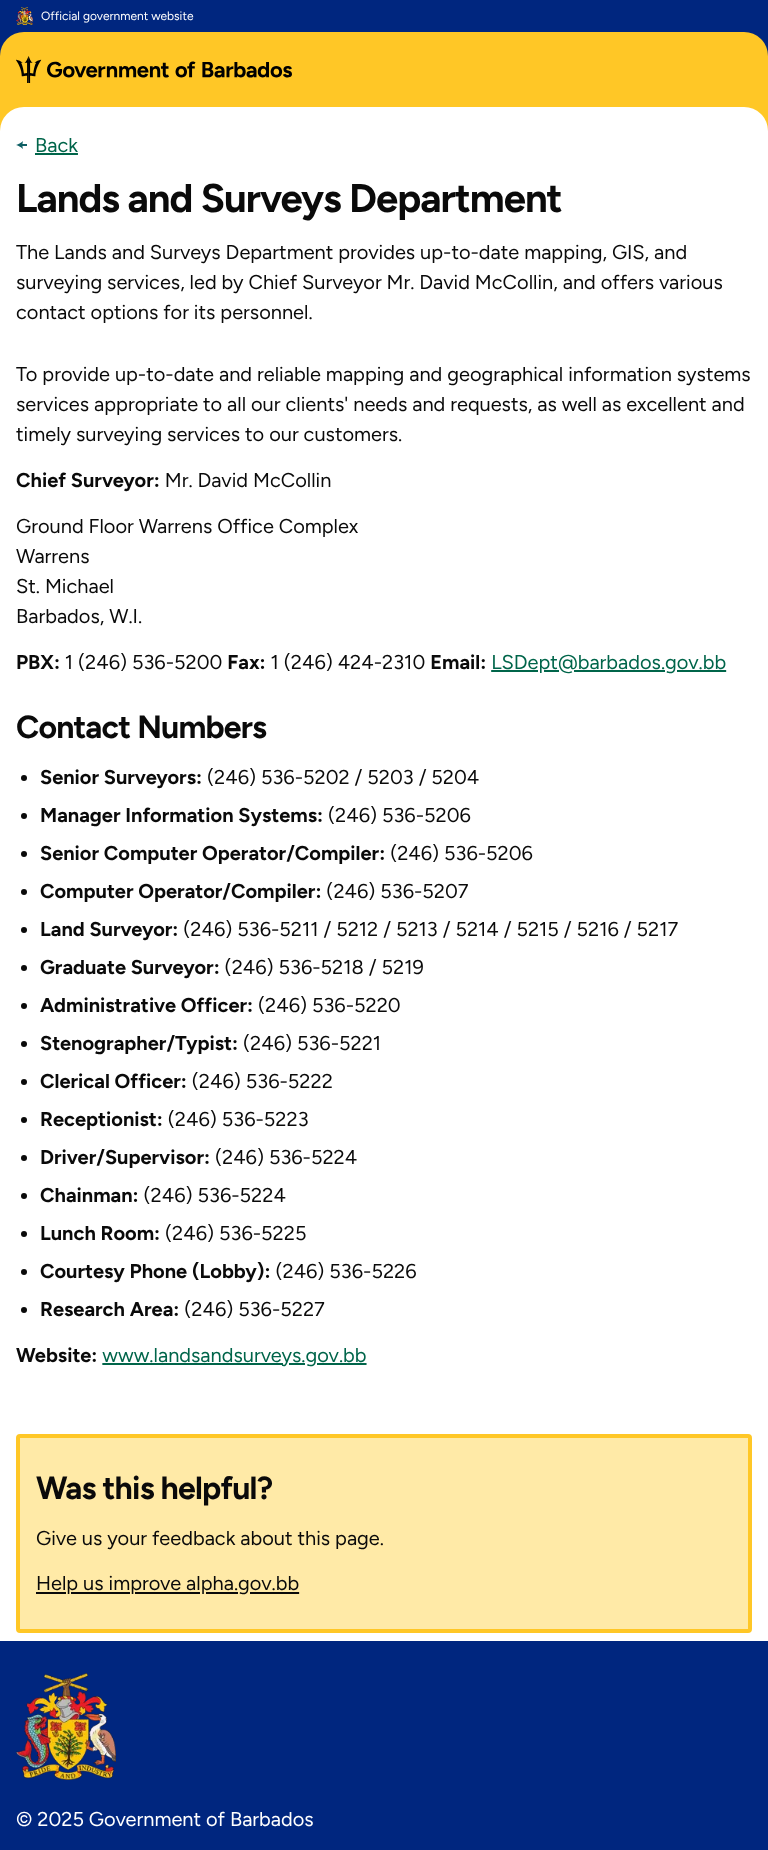 Official government website
Government of Barbados
Back
Lands and Surveys Department
The Lands and Surveys Department provides up-to-date mapping, GIS, and
surveying services, led by Chief Surveyor Mr. David McCollin, and offers various
contact options for its personnel.
To provide up-to-date and reliable mapping and geographical information systems
services appropriate to all our clients' needs and requests, as well as excellent and
timely surveying services to our customers.
Chief Surveyor: Mr. David McCollin
Ground Floor Warrens Office Complex
Warrens
St. Michael
Barbados, W.I.
PBX: 1 (246) 536-5200 Fax: 1 (246) 424-2310 Email: LSDept@barbados.gov.bb
Contact Numbers
• Senior Surveyors: (246) 536-5202 / 5203 / 5204
• Manager Information Systems: (246) 536-5206
• Senior Computer Operator/Compiler: (246) 536-5206
• Computer Operator/Compiler: (246) 536-5207
• Land Surveyor: (246) 536-5211 / 5212 / 5213 / 5214 / 5215 / 5216 / 5217
• Graduate Surveyor: (246) 536-5218 / 5219
• Administrative Officer: (246) 536-5220
• Stenographer/Typist: (246) 536-5221
• Clerical Officer: (246) 536-5222
• Receptionist: (246) 536-5223
• Driver/Supervisor: (246) 536-5224
• Chainman: (246) 536-5224
• Lunch Room: (246) 536-5225
• Courtesy Phone (Lobby): (246) 536-5226
• Research Area: (246) 536-5227
Website: www.landsandsurveys.gov.bb
Was this helpful?
Give us your feedback about this page.
Help us improve alpha.gov.bb
PRIDE AND INDUSTRY
© 2025 Government of Barbados